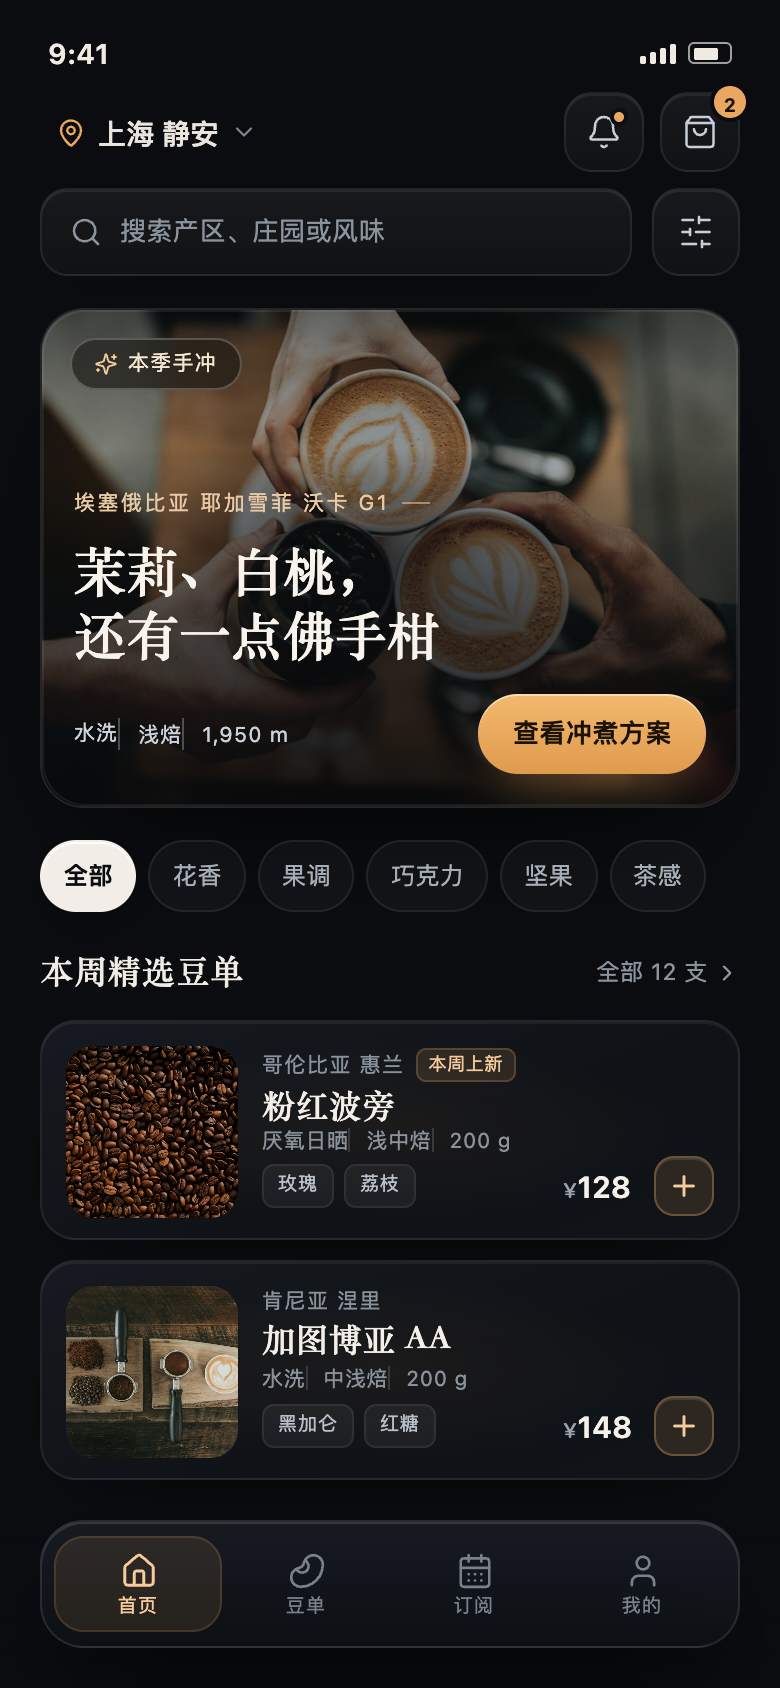 9:41
上海 静安
2
搜索产区、庄园或风味
本季手冲
埃塞俄比亚 耶加雪菲 沃卡 G1
茉莉、白桃，
还有一点佛手柑
水洗 浅焙 1,950 m
查看冲煮方案
全部 花香 果调 巧克力 坚果 茶感
本周精选豆单
全部 12 支
哥伦比亚 惠兰 本周上新
粉红波旁
厌氧日晒 浅中焙 200 g
玫瑰 荔枝
¥128
肯尼亚 涅里
加图博亚 AA
水洗 中浅焙 200 g
黑加仑 红糖
¥148
首页 豆单 订阅 我的